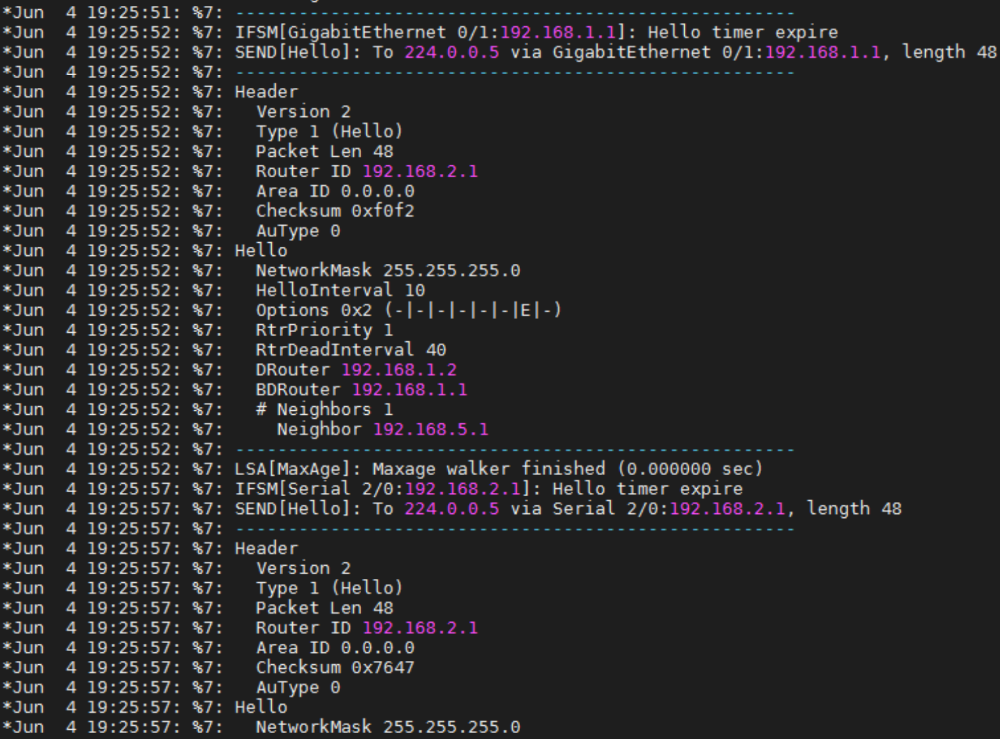 *Jun  4 19:25:51: %7: -----------------------------------------------------
*Jun  4 19:25:52: %7: IFSM[GigabitEthernet 0/1:192.168.1.1]: Hello timer expire
*Jun  4 19:25:52: %7: SEND[Hello]: To 224.0.0.5 via GigabitEthernet 0/1:192.168.1.1, length 48
*Jun  4 19:25:52: %7: -----------------------------------------------------
*Jun  4 19:25:52: %7: Header
*Jun  4 19:25:52: %7:   Version 2
*Jun  4 19:25:52: %7:   Type 1 (Hello)
*Jun  4 19:25:52: %7:   Packet Len 48
*Jun  4 19:25:52: %7:   Router ID 192.168.2.1
*Jun  4 19:25:52: %7:   Area ID 0.0.0.0
*Jun  4 19:25:52: %7:   Checksum 0xf0f2
*Jun  4 19:25:52: %7:   AuType 0
*Jun  4 19:25:52: %7: Hello
*Jun  4 19:25:52: %7:   NetworkMask 255.255.255.0
*Jun  4 19:25:52: %7:   HelloInterval 10
*Jun  4 19:25:52: %7:   Options 0x2 (-|-|-|-|-|-|E|-)
*Jun  4 19:25:52: %7:   RtrPriority 1
*Jun  4 19:25:52: %7:   RtrDeadInterval 40
*Jun  4 19:25:52: %7:   DRouter 192.168.1.2
*Jun  4 19:25:52: %7:   BDRouter 192.168.1.1
*Jun  4 19:25:52: %7:   # Neighbors 1
*Jun  4 19:25:52: %7:     Neighbor 192.168.5.1
*Jun  4 19:25:52: %7: -----------------------------------------------------
*Jun  4 19:25:52: %7: LSA[MaxAge]: Maxage walker finished (0.000000 sec)
*Jun  4 19:25:57: %7: IFSM[Serial 2/0:192.168.2.1]: Hello timer expire
*Jun  4 19:25:57: %7: SEND[Hello]: To 224.0.0.5 via Serial 2/0:192.168.2.1, length 48
*Jun  4 19:25:57: %7: -----------------------------------------------------
*Jun  4 19:25:57: %7: Header
*Jun  4 19:25:57: %7:   Version 2
*Jun  4 19:25:57: %7:   Type 1 (Hello)
*Jun  4 19:25:57: %7:   Packet Len 48
*Jun  4 19:25:57: %7:   Router ID 192.168.2.1
*Jun  4 19:25:57: %7:   Area ID 0.0.0.0
*Jun  4 19:25:57: %7:   Checksum 0x7647
*Jun  4 19:25:57: %7:   AuType 0
*Jun  4 19:25:57: %7: Hello
*Jun  4 19:25:57: %7:   NetworkMask 255.255.255.0